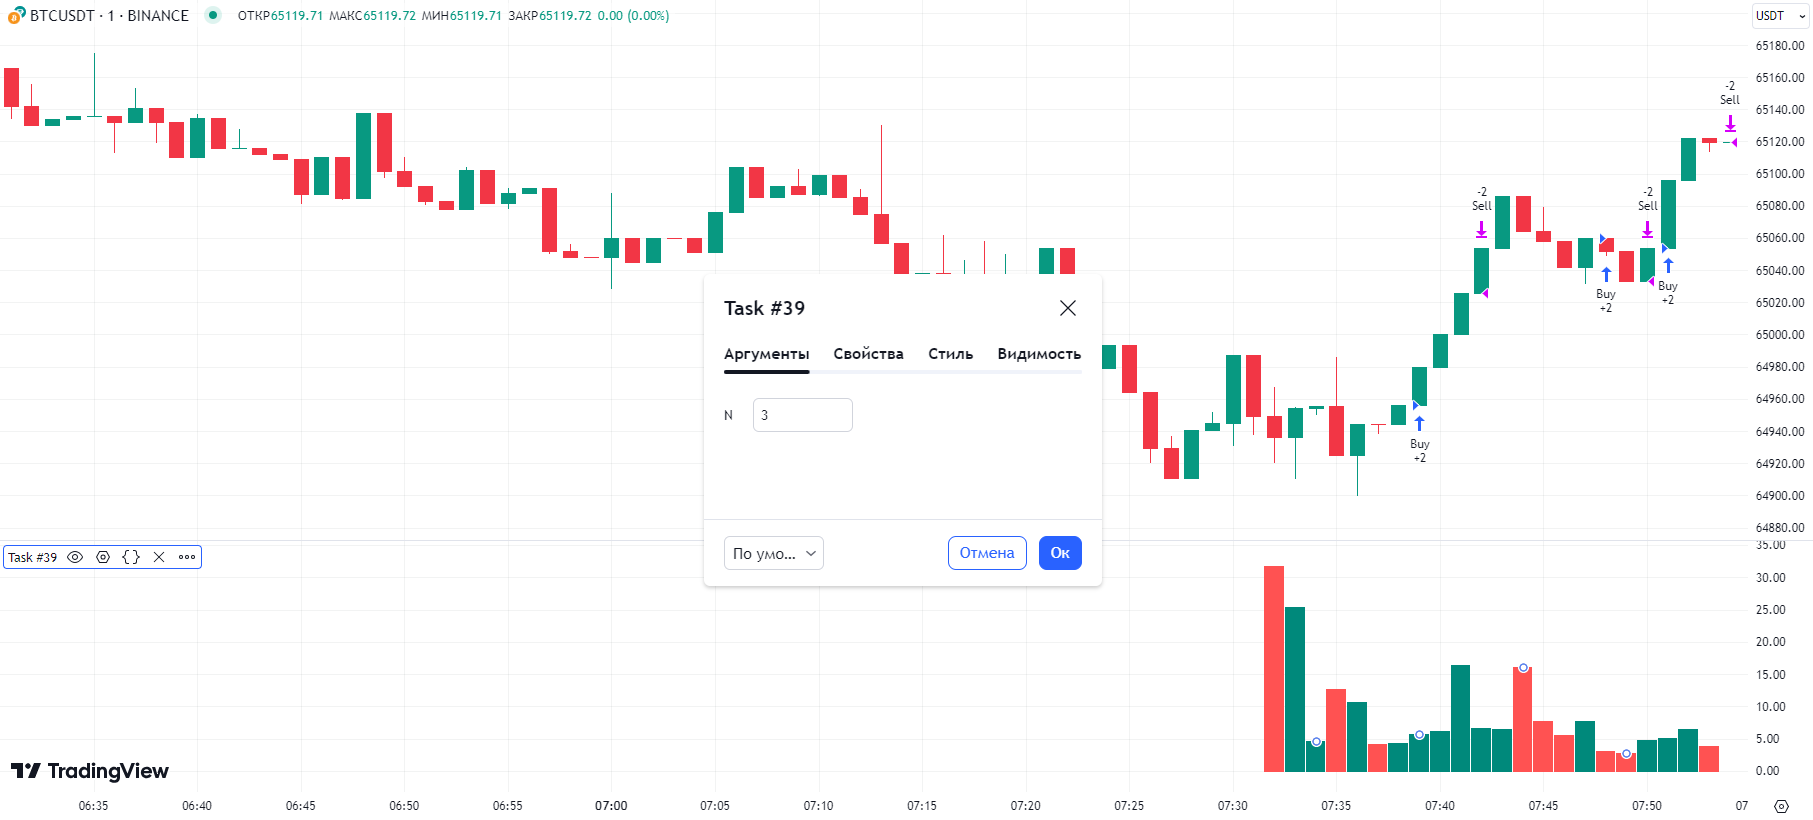 BTCUSDT · 1 · BINANCE
ОТКР65119.71 МАКС65119.72 МИН65119.71 ЗАКР65119.72 0.00 (0.00%)
USDT
65180.00
65160.00
65140.00
65120.00
65100.00
65080.00
65060.00
65040.00
65020.00
65000.00
64980.00
64960.00
64940.00
64920.00
64900.00
64880.00
-2
Sell
-2
Sell
-2
Sell
Buy
+2
Buy
+2
Buy
+2
Task #39
Аргументы Свойства Стиль Видимость
N 3
По умо... Отмена Ок
Task #39
35.00
30.00
25.00
20.00
15.00
10.00
5.00
0.00
TradingView
06:35 06:40 06:45 06:50 06:55 07:00 07:05 07:10 07:15 07:20 07:25 07:30 07:35 07:40 07:45 07:50 07